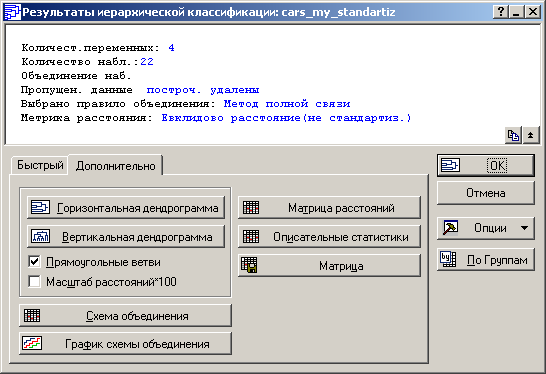 Результаты иерархической классификации: cars_my_standartiz
Количест.переменных: 4
Количество набл.:22
Объединение наб.
Пропущен. данные построч. удалены
Выбрано правило объединения: Метод полной связи
Метрика расстояния: Евклидово расстояние(не стандартиз.)
Быстрый Дополнительно
Горизонтальная дендрограмма
Вертикальная дендрограмма
Прямоугольные ветви
Масштаб расстояний*100
Схема объединения
График схемы объединения
Матрица расстояний
Описательные статистики
Матрица
OK
Отмена
Опции
По Группам